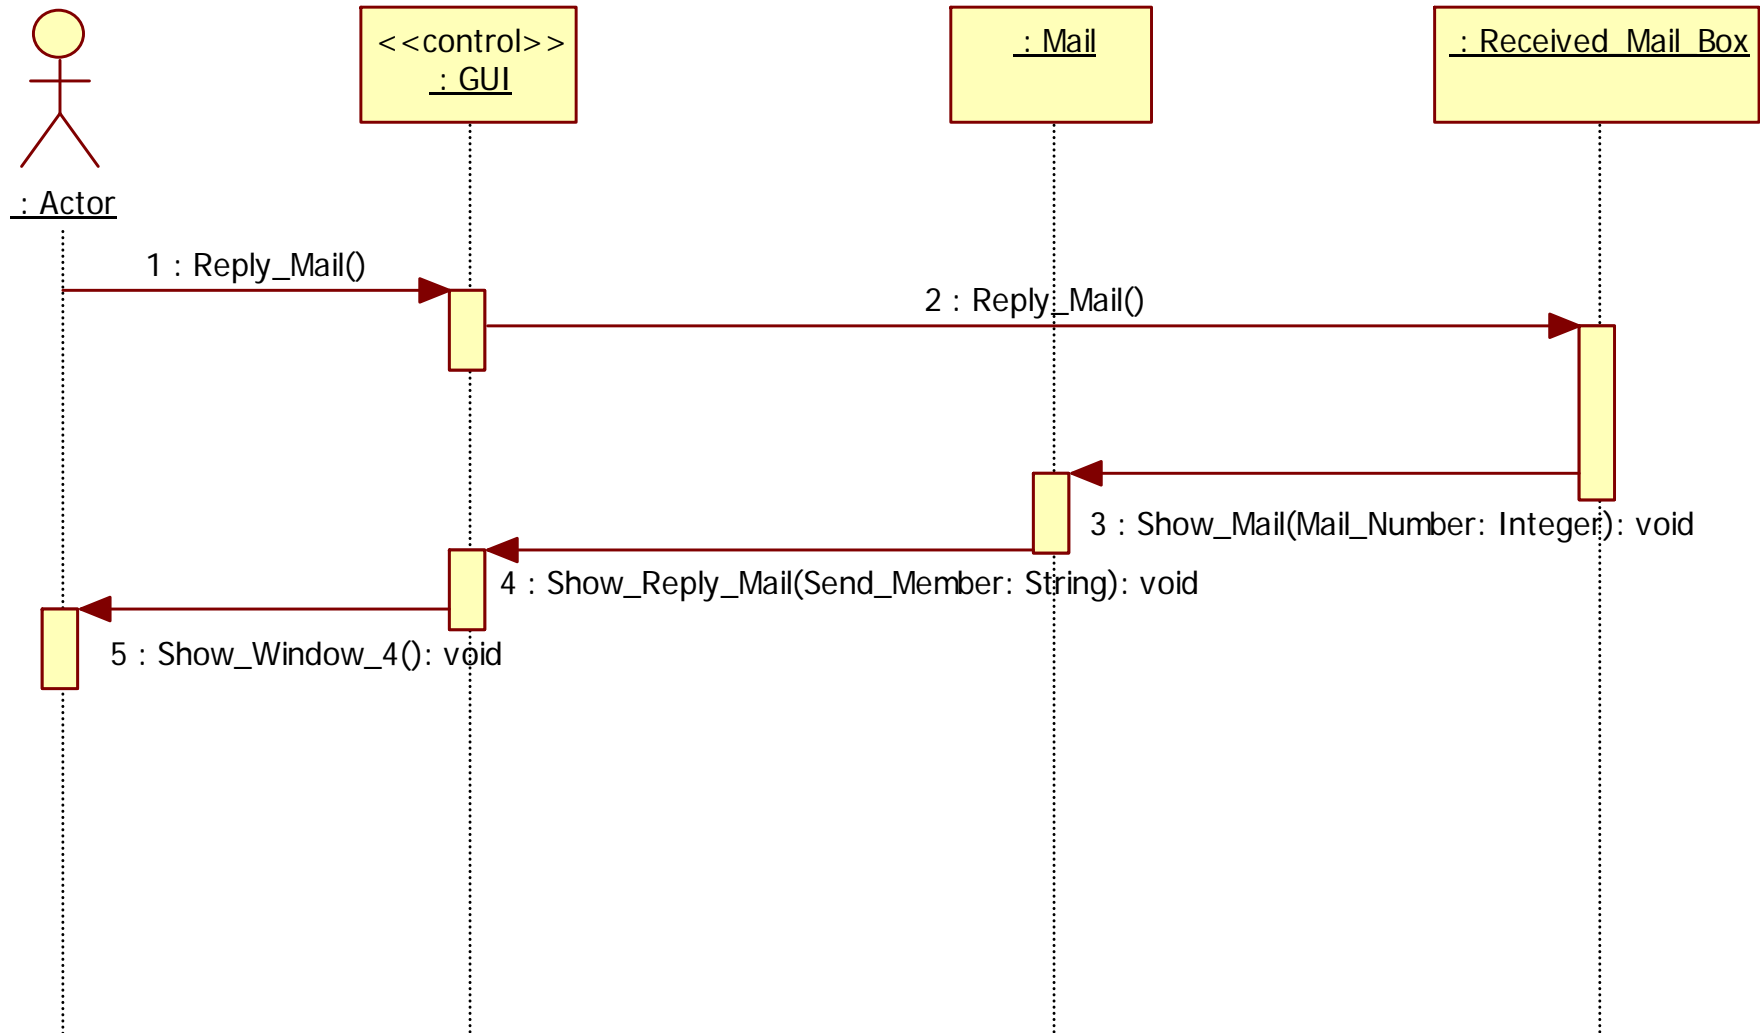 <<control>>
: GUI
: Mail
: Received_Mail_Box
: Actor
1 : Reply_Mail()
2 : Reply_Mail()
3 : Show_Mail(Mail_Number: Integer): void
4 : Show_Reply_Mail(Send_Member: String): void
5 : Show_Window_4(): void